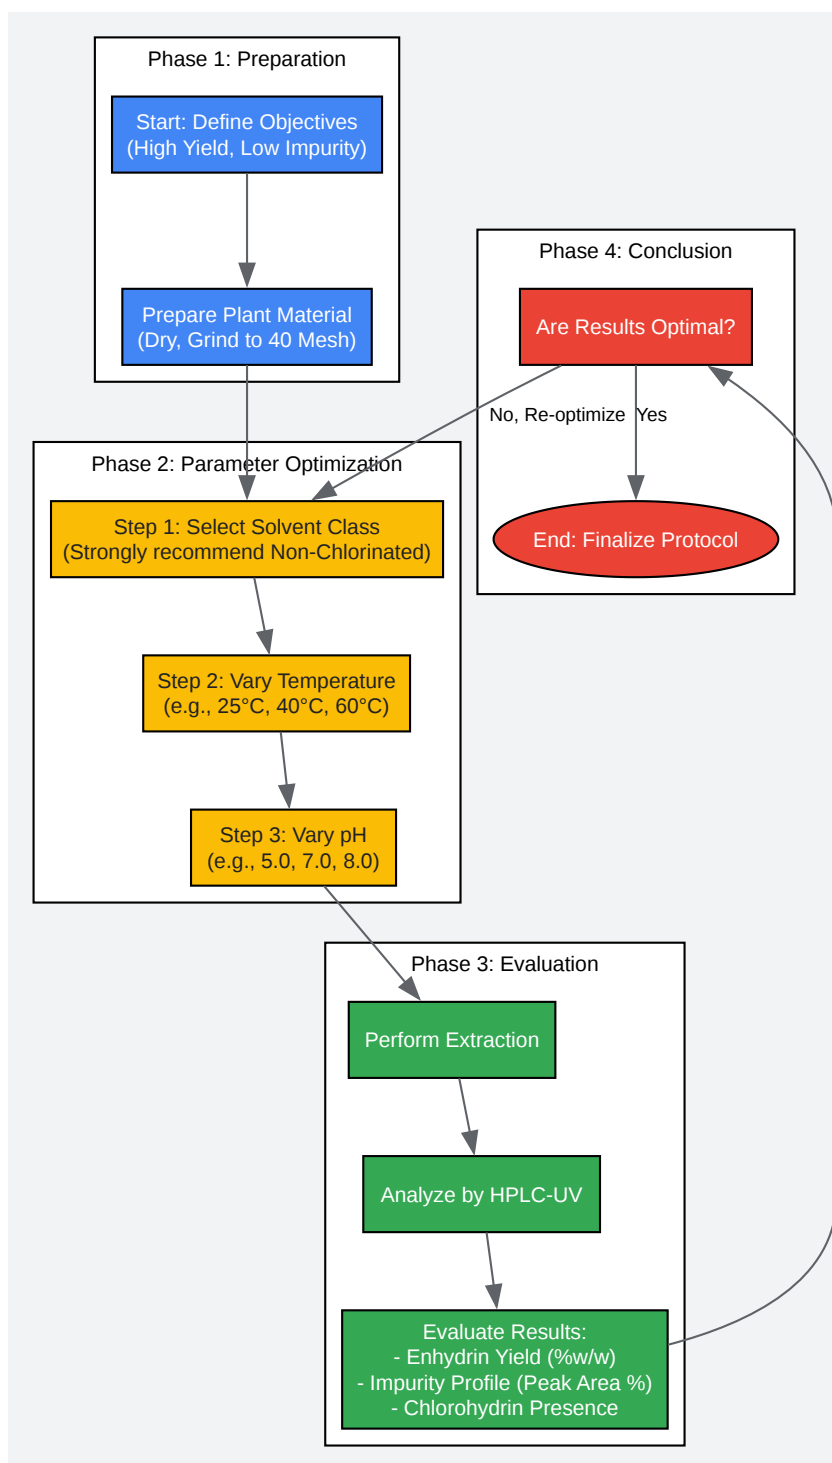 Phase 1: Preparation
Start: Define Objectives
(High Yield, Low Impurity)
Prepare Plant Material
(Dry, Grind to 40 Mesh)
Phase 4: Conclusion
Are Results Optimal?
No, Re-optimize
Yes
End: Finalize Protocol
Phase 2: Parameter Optimization
Step 1: Select Solvent Class
(Strongly recommend Non-Chlorinated)
Step 2: Vary Temperature
(e.g., 25°C, 40°C, 60°C)
Step 3: Vary pH
(e.g., 5.0, 7.0, 8.0)
Phase 3: Evaluation
Perform Extraction
Analyze by HPLC-UV
Evaluate Results:
- Enhydrin Yield (%w/w)
- Impurity Profile (Peak Area %)
- Chlorohydrin Presence